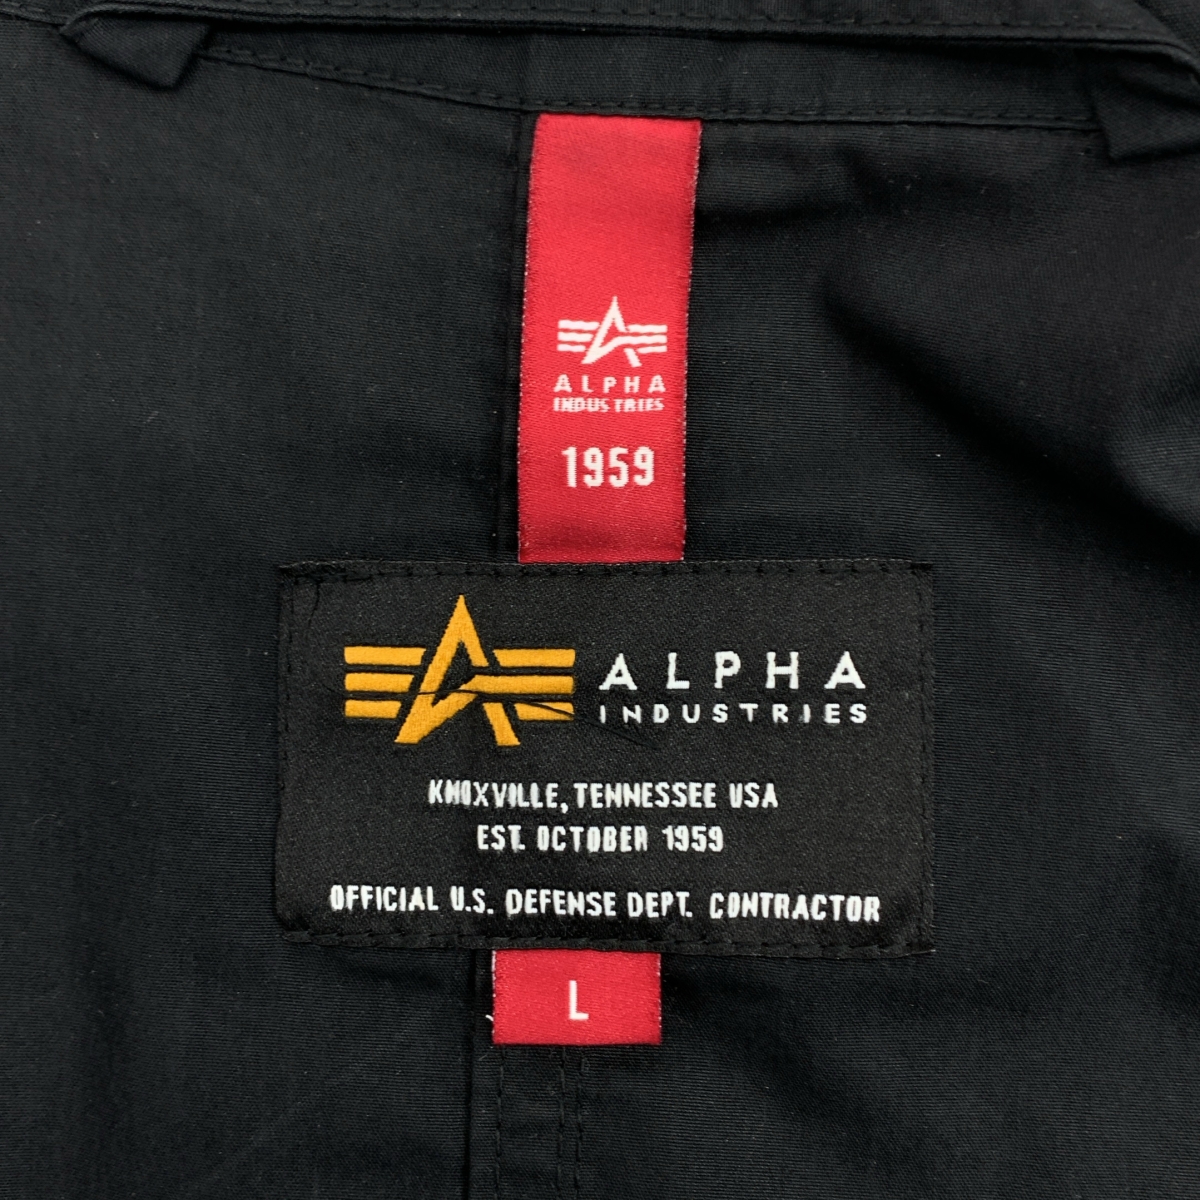 ALPHA
INDUSTRIES
1959
ALPHA
INDUSTRIES
KNOXVILLE, TENNESSEE USA
EST. OCTOBER 1959
OFFICIAL U.S. DEFENSE DEPT. CONTRACTOR
L